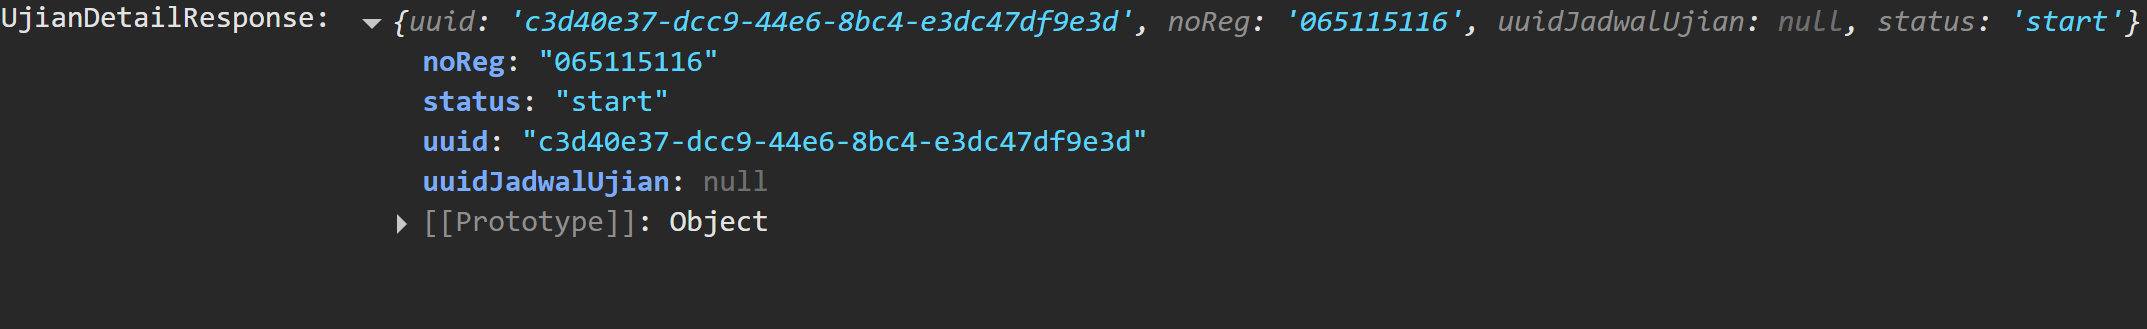 UjianDetailResponse: {uuid: 'c3d40e37-dcc9-44e6-8bc4-e3dc47df9e3d', noReg: '065115116', uuidJadwalUjian: null, status: 'start'}
noReg: "065115116"
status: "start"
uuid: "c3d40e37-dcc9-44e6-8bc4-e3dc47df9e3d"
uuidJadwalUjian: null
[[Prototype]]: Object